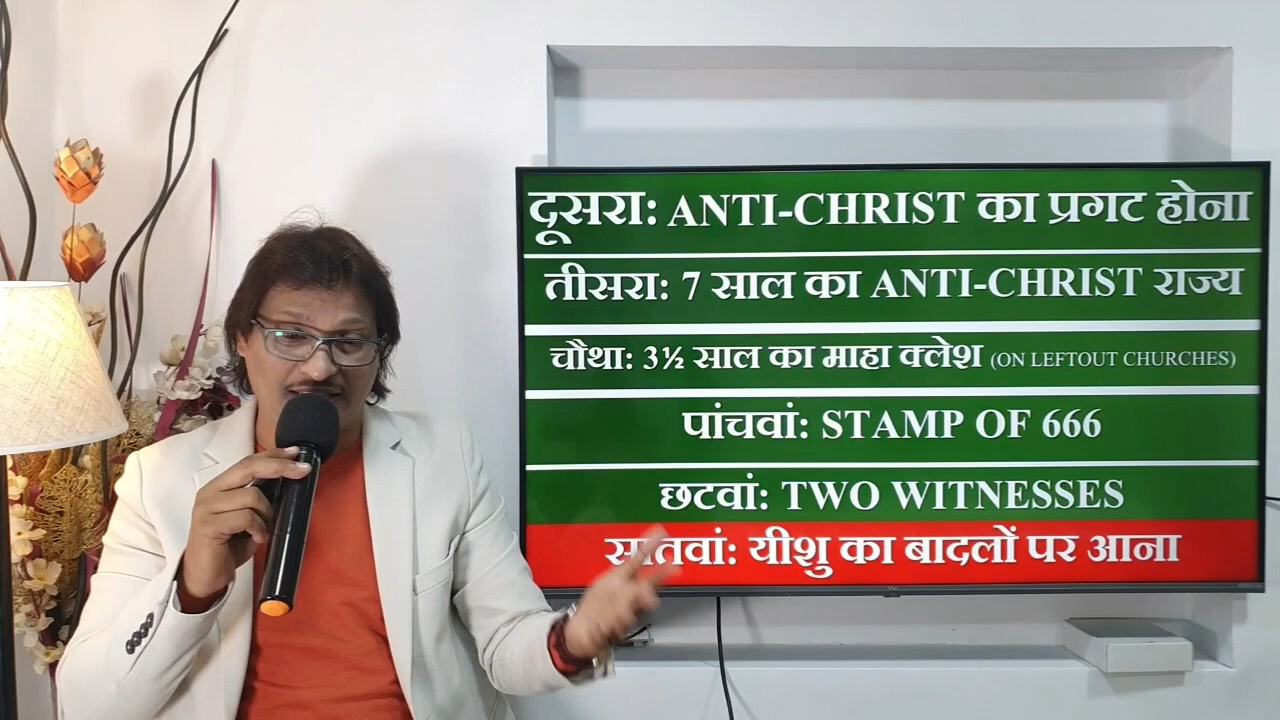 दूसरा: ANTI-CHRIST का प्रगट होना
तीसरा: 7 साल का ANTI-CHRIST राज्य
चौथा: 3½ साल का माहा क्लेश (ON LEFTOUT CHURCHES)
पांचवां: STAMP OF 666
छटवां: TWO WITNESSES
सातवां: यीशु का बादलों पर आना